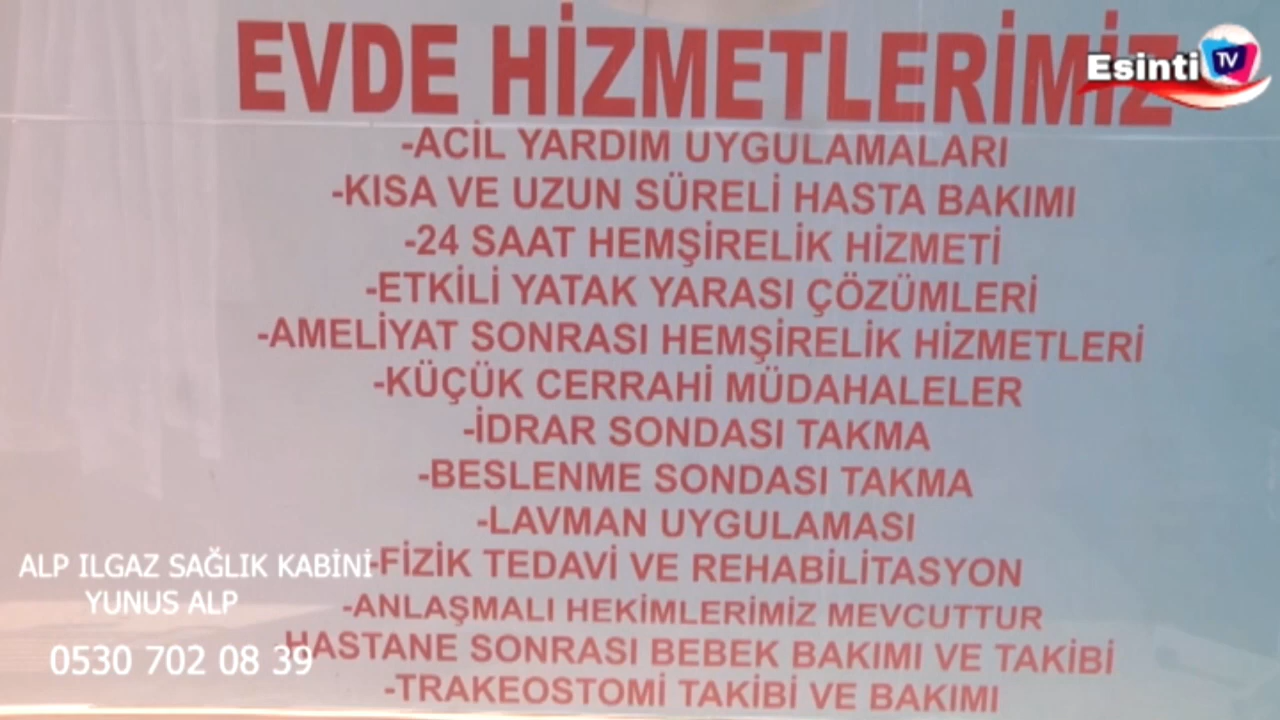 EVDE HİZMETLERİMİZ
Esinti TV
-ACİL YARDIM UYGULAMALARI
-KISA VE UZUN SÜRELİ HASTA BAKIMI
-24 SAAT HEMŞİRELİK HİZMETİ
-ETKİLİ YATAK YARASI ÇÖZÜMLERİ
-AMELİYAT SONRASI HEMŞİRELİK HİZMETLERİ
-KÜÇÜK CERRAHİ MÜDAHALELER
-İDRAR SONDASI TAKMA
-BESLENME SONDASI TAKMA
-LAVMAN UYGULAMASI
-FİZİK TEDAVİ VE REHABİLİTASYON
-ANLAŞMALI HEKİMLERİMİZ MEVCUTTUR
-HASTANE SONRASI BEBEK BAKIMI VE TAKİBİ
-TRAKEOSTOMİ TAKİBİ VE BAKIMI
ALP ILGAZ SAĞLIK KABİNİ
YUNUS ALP
0530 702 08 39